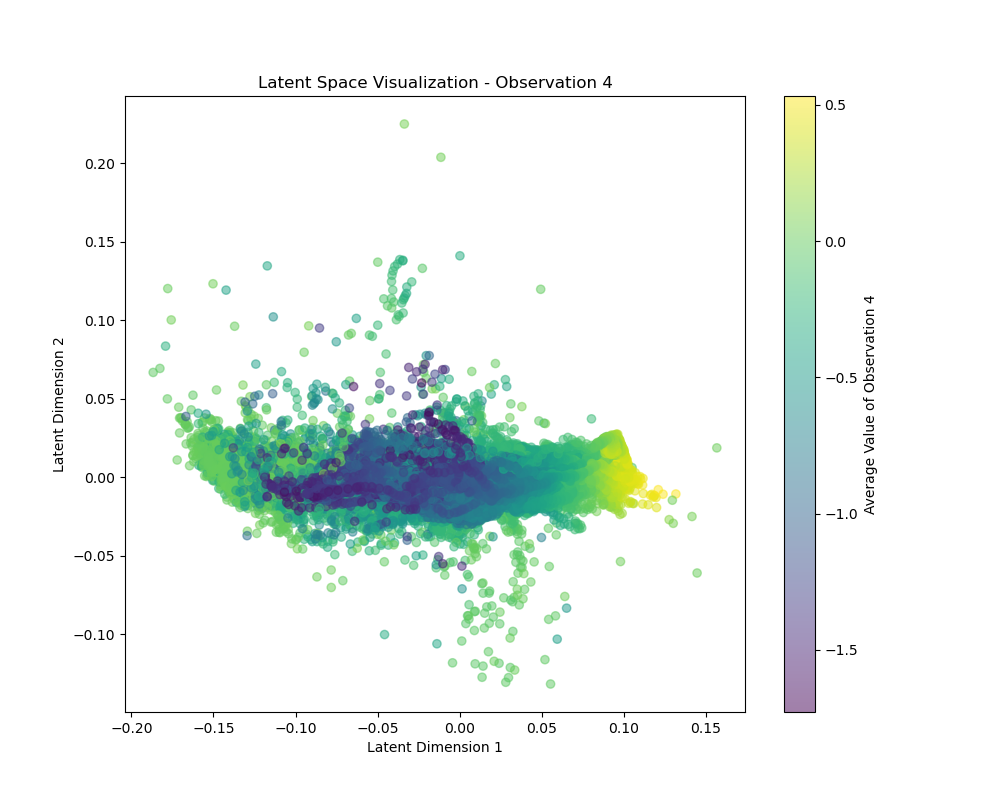 Latent Space Visualization - Observation 4
0.20
0.15
0.10
0.05
0.00
−0.05
−0.10
Latent Dimension 2
−0.20 −0.15 −0.10 −0.05 0.00 0.05 0.10 0.15
Latent Dimension 1
0.5
0.0
−0.5
−1.0
−1.5
Average Value of Observation 4